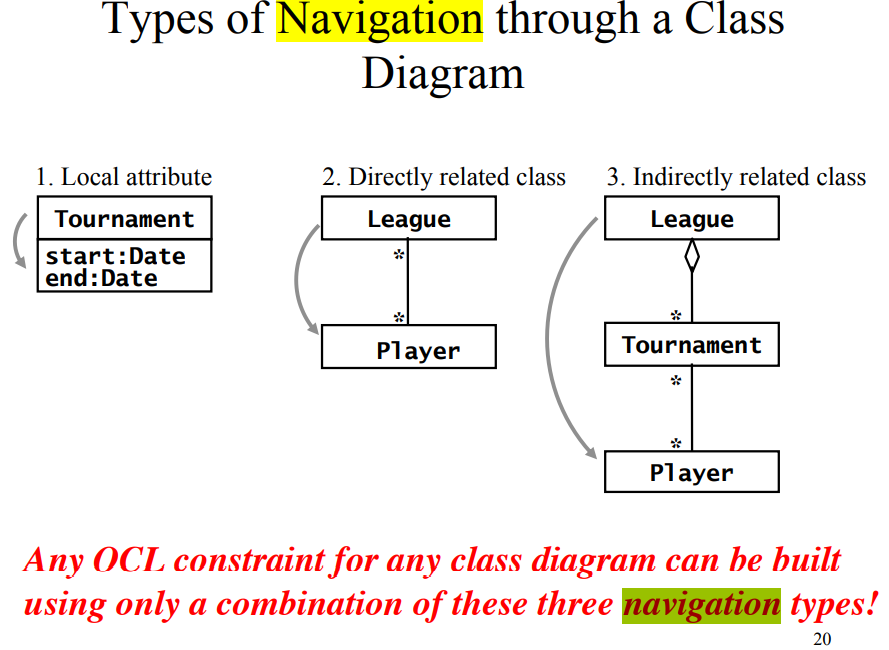 Types of Navigation through a Class
Diagram
1. Local attribute
Tournament
start:Date
end:Date
2. Directly related class
League
*
*
Player
3. Indirectly related class
League
*
Tournament
*
*
Player
Any OCL constraint for any class diagram can be built
using only a combination of these three navigation types!
20